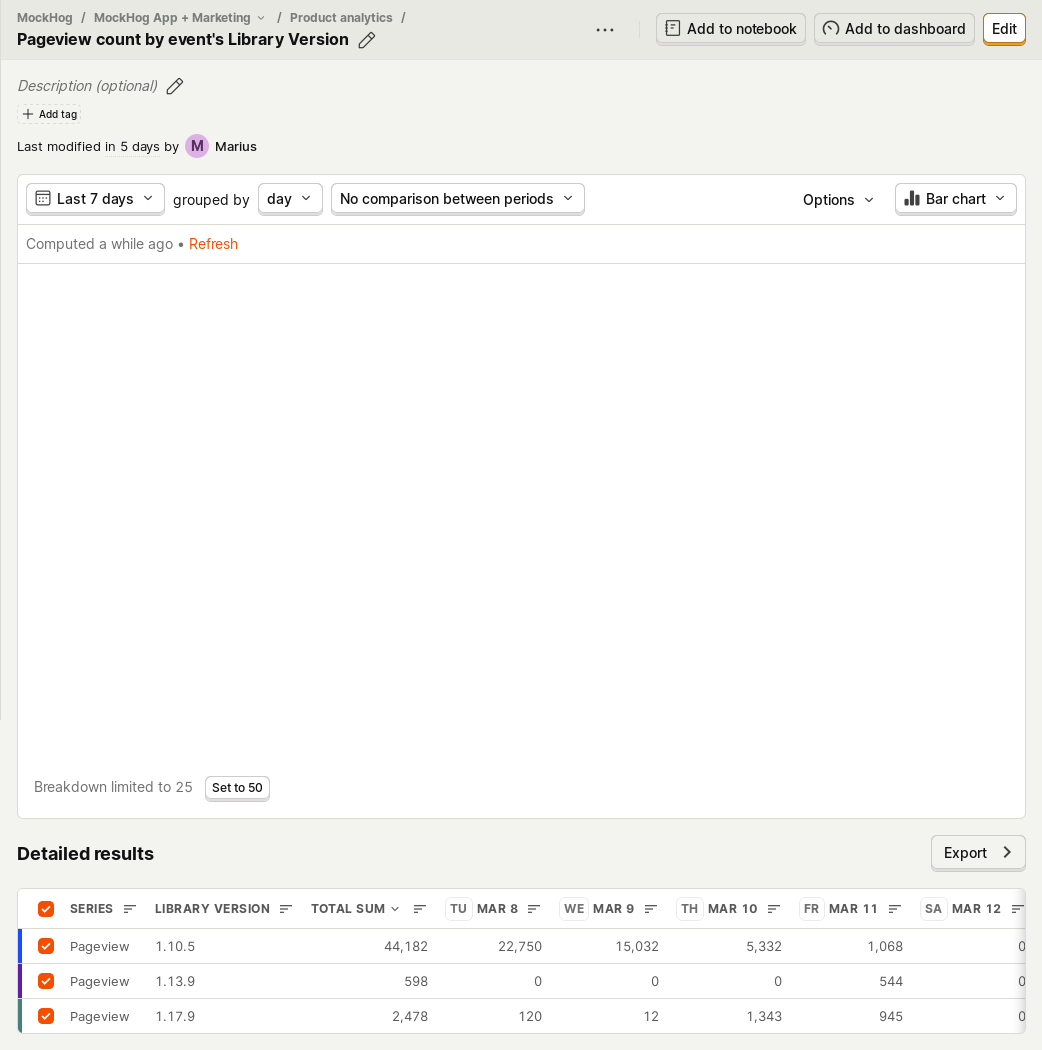 MockHog / MockHog App + Marketing / Product analytics /
Pageview count by event's Library Version
Add to notebook
Add to dashboard
Edit
Description (optional)
Add tag
Last modified in 5 days by M Marius
Last 7 days grouped by day No comparison between periods Options Bar chart
Computed a while ago • Refresh
Breakdown limited to 25 Set to 50
Detailed results
Export
SERIES LIBRARY VERSION TOTAL SUM TU MAR 8 WE MAR 9 TH MAR 10 FR MAR 11 SA MAR 12
Pageview 1.10.5 44,182 22,750 15,032 5,332 1,068 0
Pageview 1.13.9 598 0 0 0 544 0
Pageview 1.17.9 2,478 120 12 1,343 945 0